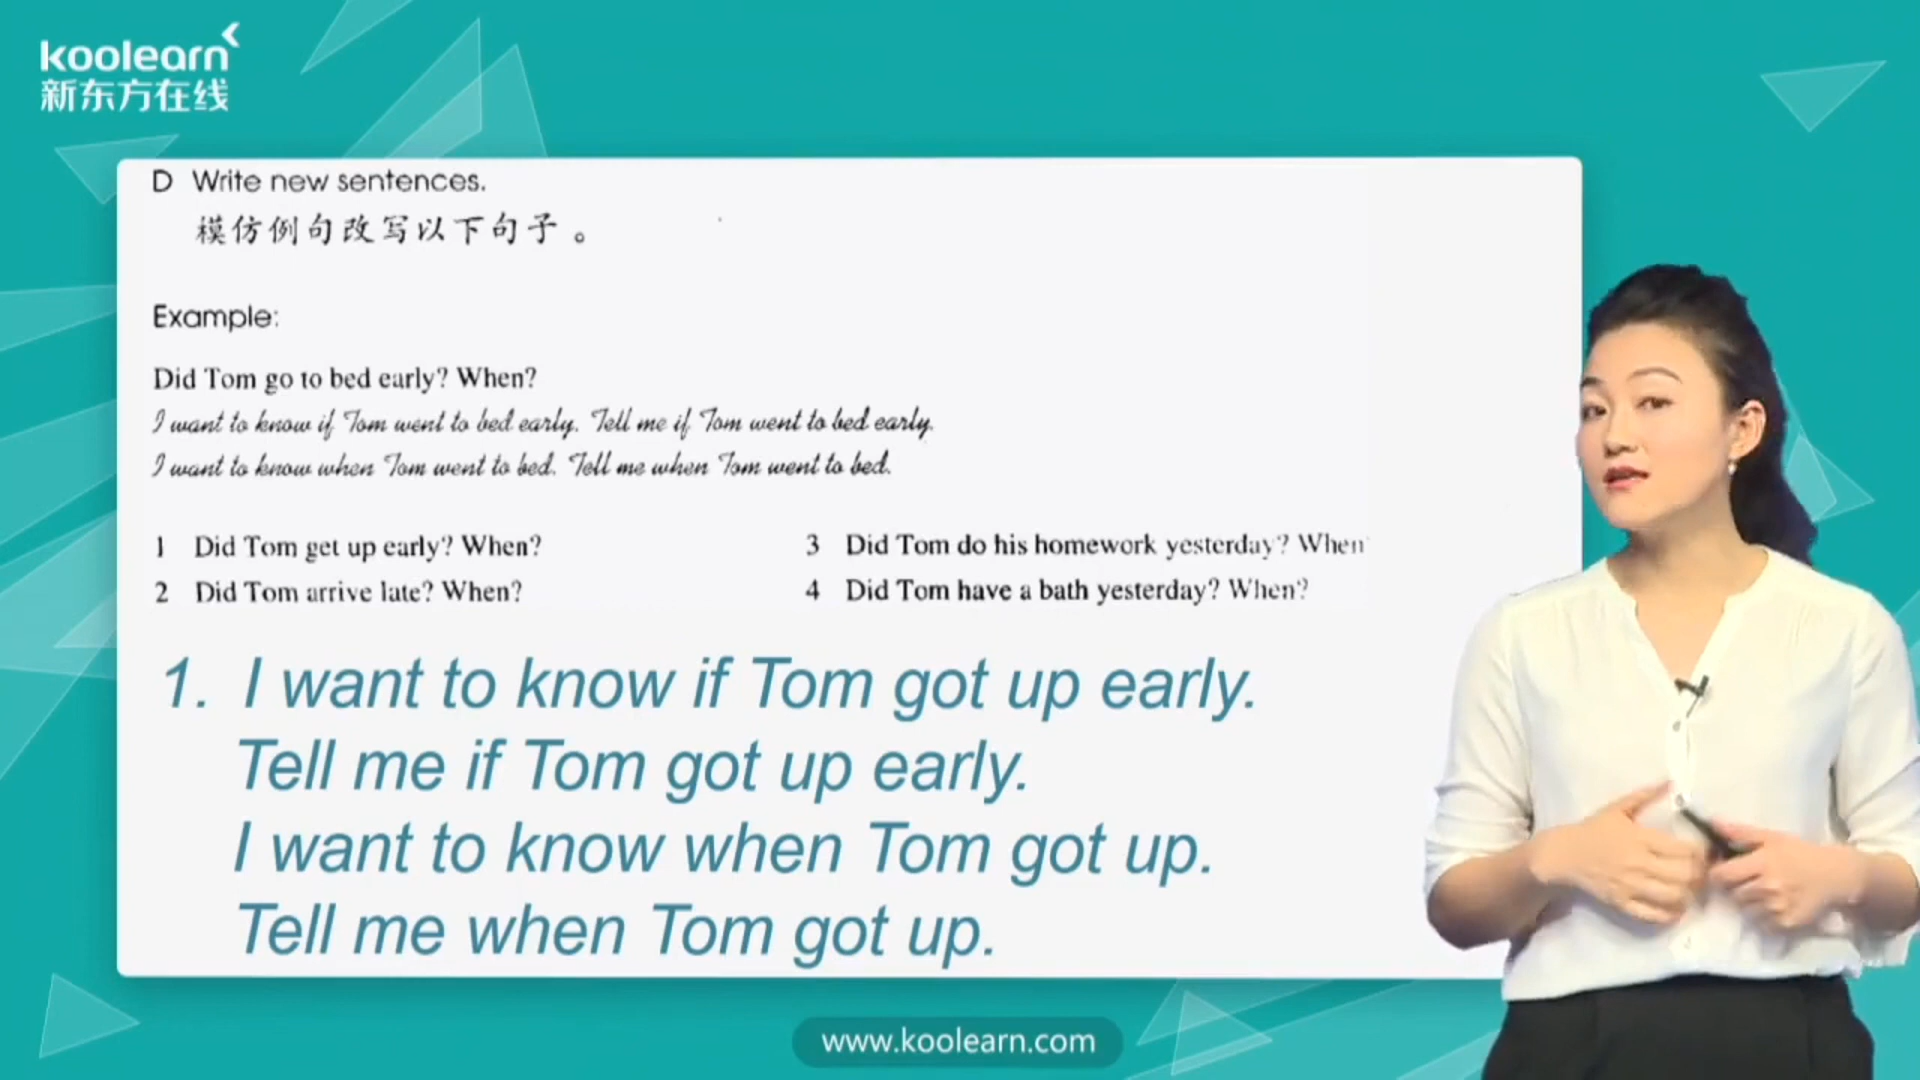 koolearn
新东方在线
D Write new sentences.
模仿例句改写以下句子。
Example:
Did Tom go to bed early? When?
I want to know if Tom went to bed early. Tell me if Tom went to bed early.
I want to know when Tom went to bed. Tell me when Tom went to bed.
1 Did Tom get up early? When?
2 Did Tom arrive late? When?
3 Did Tom do his homework yesterday? When
4 Did Tom have a bath yesterday? When?
1. I want to know if Tom got up early.
Tell me if Tom got up early.
I want to know when Tom got up.
Tell me when Tom got up.
www.koolearn.com